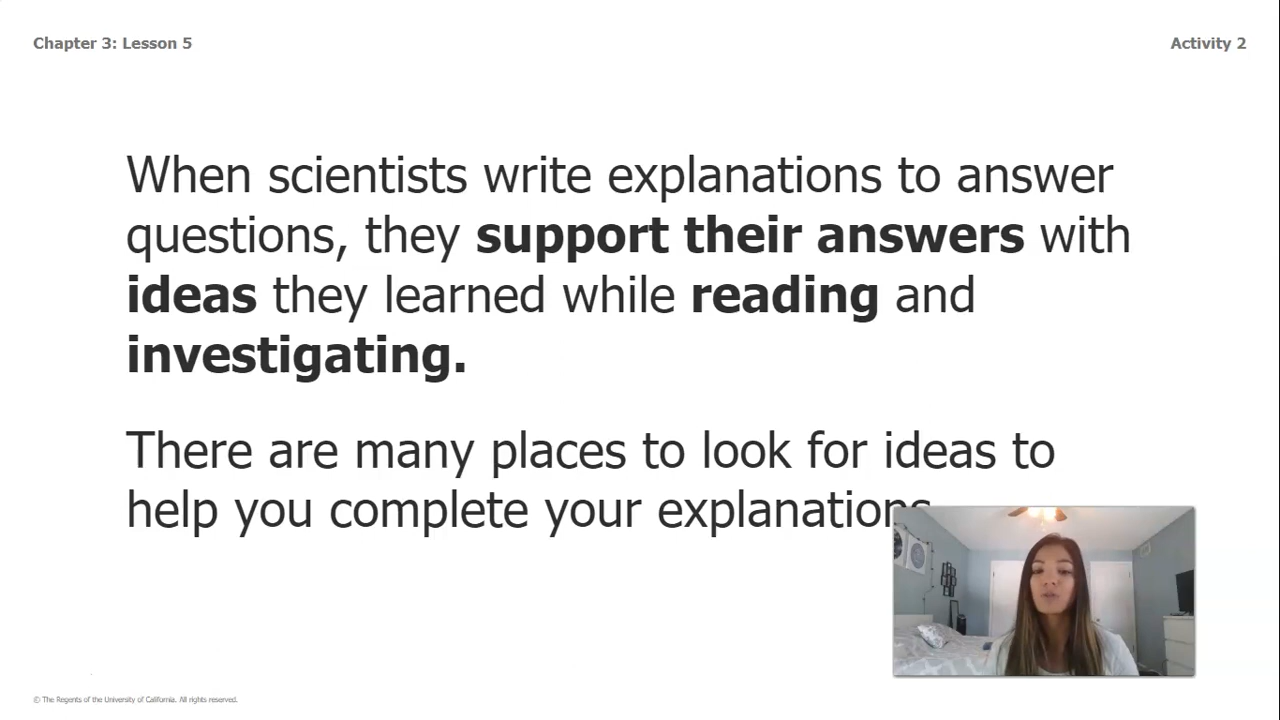 Chapter 3: Lesson 5
Activity 2
When scientists write explanations to answer
questions, they support their answers with
ideas they learned while reading and
investigating.
There are many places to look for ideas to
help you complete your explanations
© The Regents of the University of California. All rights reserved.